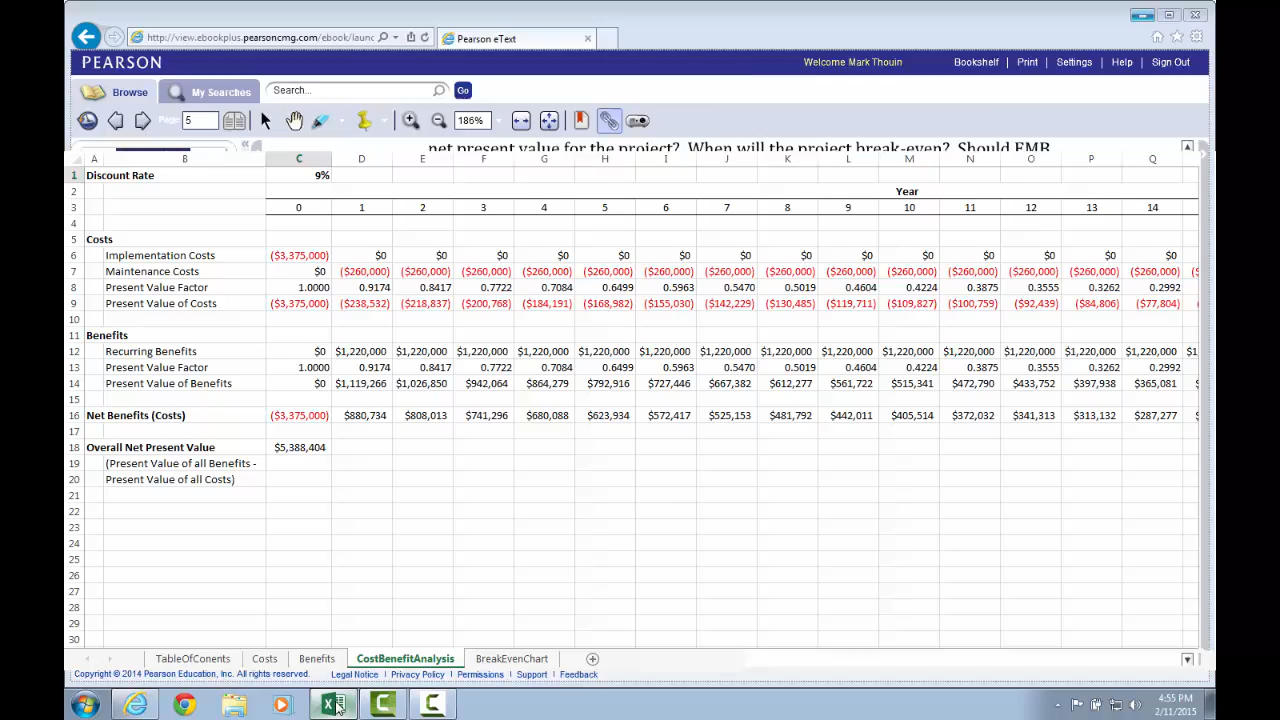 http://view.ebookplus.pearsoncmg.com/ebook/launc
Pearson eText
PEARSON
Welcome Mark Thouin
Bookshelf | Print | Settings | Help | Sign Out
Browse
My Searches
Search...
Go
Page: 5
186%
net present value for the project? When will the project break-even? Should EMB
A B C D E F G H I J K L M N O P Q
1 Discount Rate 9%
2 Year
3 0 1 2 3 4 5 6 7 8 9 10 11 12 13 14
4
5 Costs
6 Implementation Costs ($3,375,000) $0 $0 $0 $0 $0 $0 $0 $0 $0 $0 $0 $0 $0 $0
7 Maintenance Costs $0 ($260,000) ($260,000) ($260,000) ($260,000) ($260,000) ($260,000) ($260,000) ($260,000) ($260,000) ($260,000) ($260,000) ($260,000) ($260,000) ($260,000)
8 Present Value Factor 1.0000 0.9174 0.8417 0.7722 0.7084 0.6499 0.5963 0.5470 0.5019 0.4604 0.4224 0.3875 0.3555 0.3262 0.2992
9 Present Value of Costs ($3,375,000) ($238,532) ($218,837) ($200,768) ($184,191) ($168,982) ($155,030) ($142,229) ($130,485) ($119,711) ($109,827) ($100,759) ($92,439) ($84,806) ($77,804)
10
11 Benefits
12 Recurring Benefits $0 $1,220,000 $1,220,000 $1,220,000 $1,220,000 $1,220,000 $1,220,000 $1,220,000 $1,220,000 $1,220,000 $1,220,000 $1,220,000 $1,220,000 $1,220,000 $1,220,000
13 Present Value Factor 1.0000 0.9174 0.8417 0.7722 0.7084 0.6499 0.5963 0.5470 0.5019 0.4604 0.4224 0.3875 0.3555 0.3262 0.2992
14 Present Value of Benefits $0 $1,119,266 $1,026,850 $942,064 $864,279 $792,916 $727,446 $667,382 $612,277 $561,722 $515,341 $472,790 $433,752 $397,938 $365,081
15
16 Net Benefits (Costs) ($3,375,000) $880,734 $808,013 $741,296 $680,088 $623,934 $572,417 $525,153 $481,792 $442,011 $405,514 $372,032 $341,313 $313,132 $287,277
17
18 Overall Net Present Value $5,388,404
19 (Present Value of all Benefits -
20 Present Value of all Costs)
21
22
23
24
25
26
27
28
29
30
TableOfConents Costs Benefits CostBenefitAnalysis BreakEvenChart
Copyright © 2014 Pearson Education, Inc. All rights reserved. Legal Notice | Privacy Policy | Permissions | Support | Feedback
4:55 PM
2/11/2015